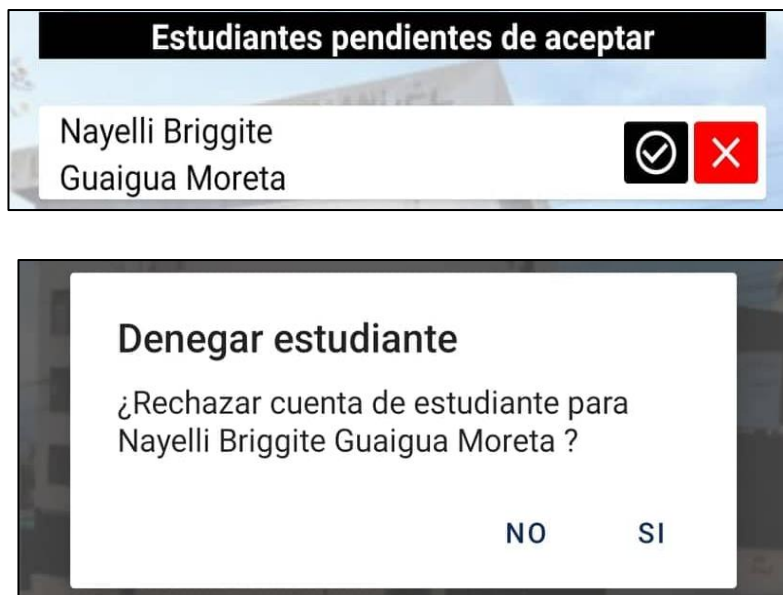 Estudiantes pendientes de aceptar
Nayelli Briggite
Guaigua Moreta
Denegar estudiante
¿Rechazar cuenta de estudiante para
Nayelli Briggite Guaigua Moreta ?
NO SI